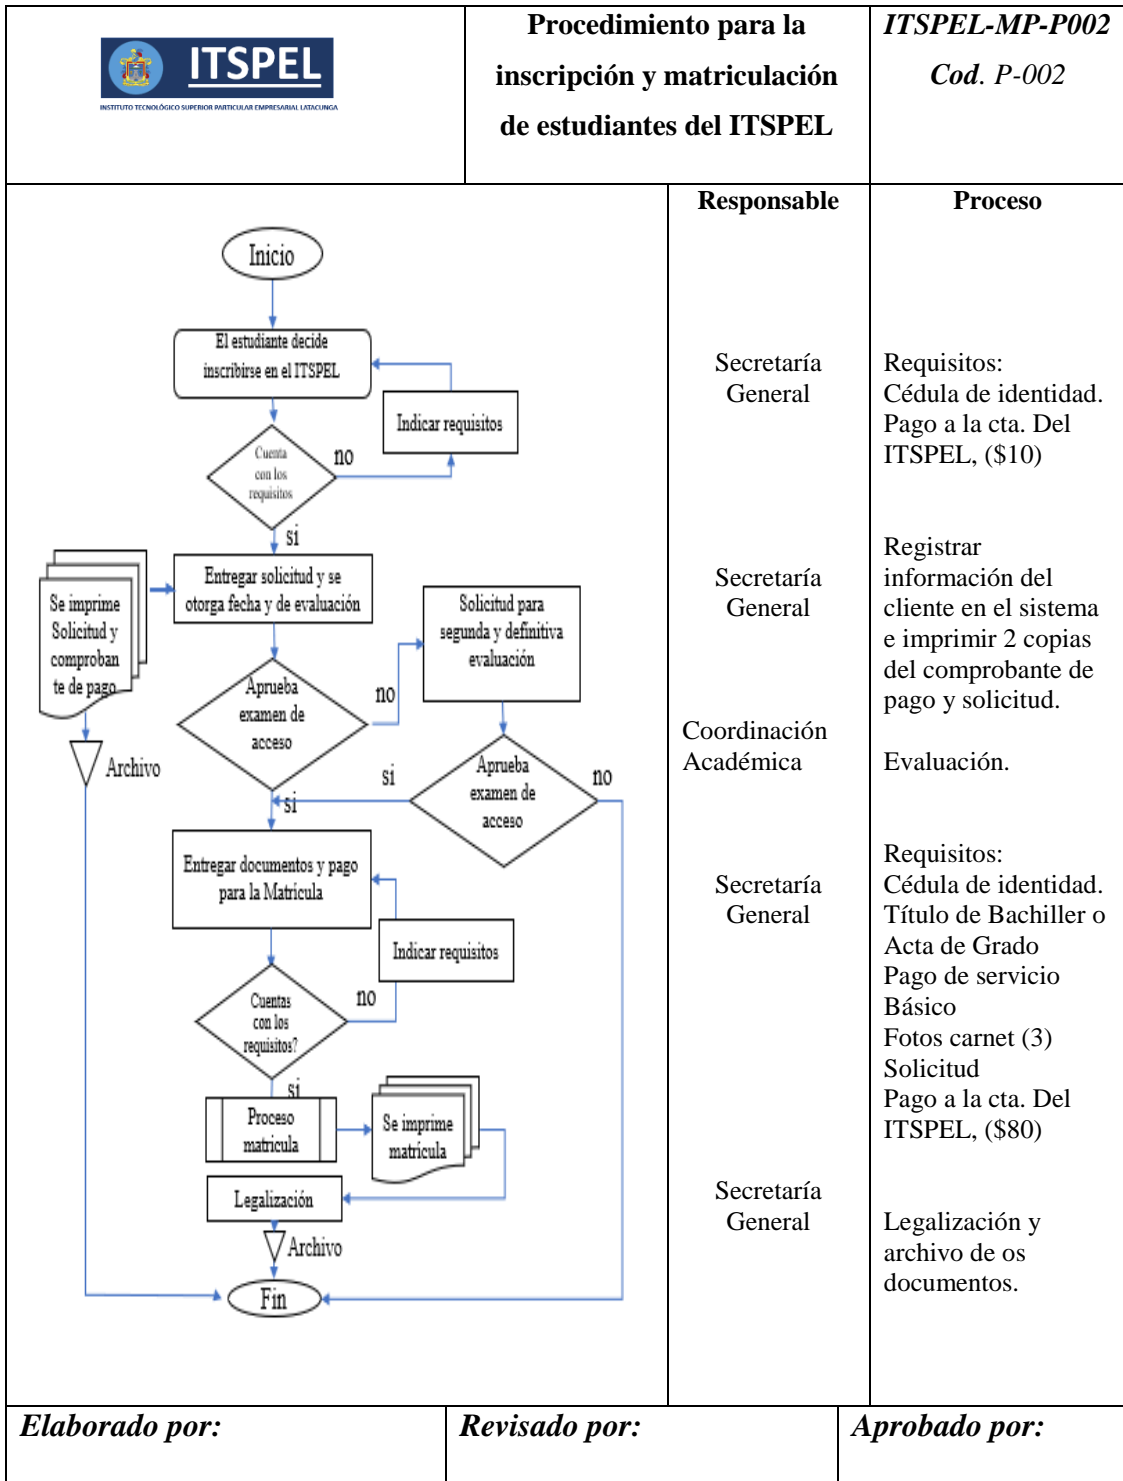 ITSPEL
INSTITUTO TECNOLÓGICO SUPERIOR PARTICULAR EMPRESARIAL LATACUNGA
Procedimiento para la
inscripción y matriculación
de estudiantes del ITSPEL
ITSPEL-MP-P002
Cod. P-002
Responsable
Proceso
Inicio
El estudiante decide
inscribirse en el ITSPEL
Indicar requisitos
Cuenta
con los
requisitos
no
si
Entregar solicitud y se
otorga fecha y de evaluación
Se imprime
Solicitud y
comproban
te de pago
Archivo
Solicitud para
segunda y definitiva
evaluación
Aprueba
examen de
acceso
no
si
Aprueba
examen de
acceso
si
no
Entregar documentos y pago
para la Matrícula
Indicar requisitos
Cuentas
con los
requisitos?
no
si
Proceso
matricula
Se imprime
matrícula
Legalización
Archivo
Fin
Secretaría
General
Requisitos:
Cédula de identidad.
Pago a la cta. Del
ITSPEL, ($10)
Secretaría
General
Registrar
información del
cliente en el sistema
e imprimir 2 copias
del comprobante de
pago y solicitud.
Coordinación
Académica
Evaluación.
Secretaría
General
Requisitos:
Cédula de identidad.
Título de Bachiller o
Acta de Grado
Pago de servicio
Básico
Fotos carnet (3)
Solicitud
Pago a la cta. Del
ITSPEL, ($80)
Secretaría
General
Legalización y
archivo de os
documentos.
Elaborado por:
Revisado por:
Aprobado por: